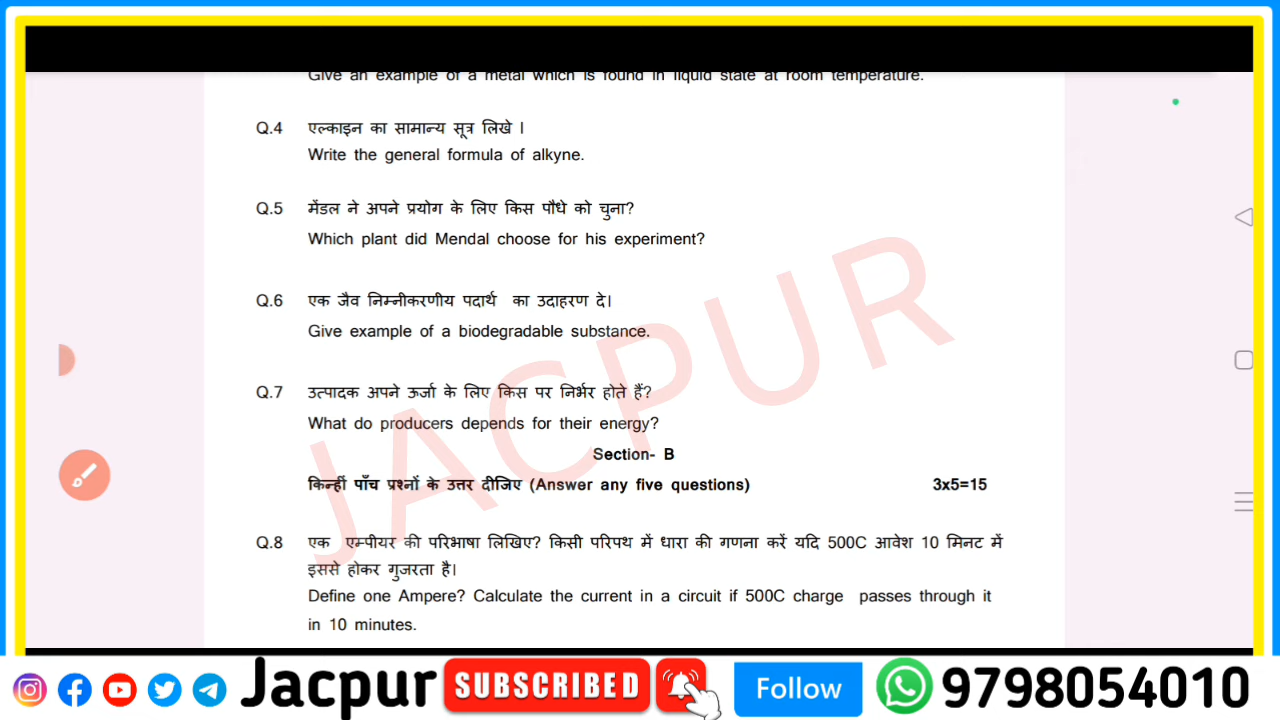 Give an example of a metal which is found in liquid state at room temperature.
Q.4 एल्काइन का सामान्य सूत्र लिखे ।
Write the general formula of alkyne.
Q.5 मेंडल ने अपने प्रयोग के लिए किस पौधे को चुना?
Which plant did Mendal choose for his experiment?
Q.6 एक जैव निम्नीकरणीय पदार्थ का उदाहरण दे।
Give example of a biodegradable substance.
Q.7 उत्पादक अपने ऊर्जा के लिए किस पर निर्भर होते हैं?
What do producers depends for their energy?
Section- B
किन्हीं पाँच प्रश्नों के उत्तर दीजिए (Answer any five questions) 3x5=15
Q.8 एक एम्पीयर की परिभाषा लिखिए? किसी परिपथ में धारा की गणना करें यदि 500C आवेश 10 मिनट में
इससे होकर गुजरता है।
Define one Ampere? Calculate the current in a circuit if 500C charge passes through it
in 10 minutes.
JACPUR
Jacpur SUBSCRIBED Follow 9798054010